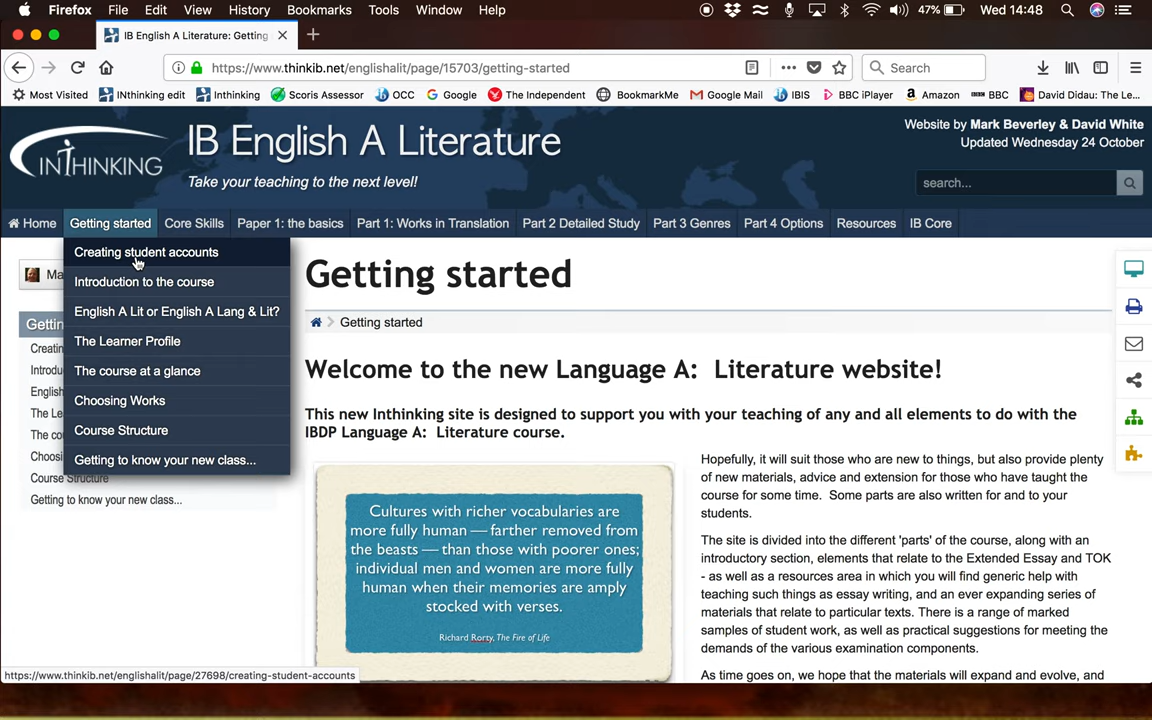 Firefox File Edit View History Bookmarks Tools Window Help 47% Wed 14:48
IB English A Literature: Getting
https://www.thinkib.net/englishalit/page/15703/getting-started Search
Most Visited INthinking edit Inthinking Scoris Assessor OCC Google The Independent BookmarkMe Google Mail IBIS BBC iPlayer Amazon BBC David Didau: The Le...
INTHINKING
IB English A Literature
Take your teaching to the next level!
Website by Mark Beverley & David White
Updated Wednesday 24 October
search...
Home Getting started Core Skills Paper 1: the basics Part 1: Works in Translation Part 2 Detailed Study Part 3 Genres Part 4 Options Resources IB Core
Creating student accounts
Introduction to the course
English A Lit or English A Lang & Lit?
The Learner Profile
The course at a glance
Choosing Works
Course Structure
Getting to know your new class...
Ma
Gettin
Creatin
Introdu
English
The Le
The co
Choosi
Course Structure
Getting to know your new class...
Getting started
Getting started
Welcome to the new Language A: Literature website!
This new Inthinking site is designed to support you with your teaching of any and all elements to do with the
IBDP Language A: Literature course.
Cultures with richer vocabularies are
more fully human — farther removed from
the beasts — than those with poorer ones;
individual men and women are more fully
human when their memories are amply
stocked with verses.
Richard Rorty, The Fire of Life
Hopefully, it will suit those who are new to things, but also provide plenty
of new materials, advice and extension for those who have taught the
course for some time. Some parts are also written for and to your
students.
The site is divided into the different 'parts' of the course, along with an
introductory section, elements that relate to the Extended Essay and TOK
- as well as a resources area in which you will find generic help with
teaching such things as essay writing, and an ever expanding series of
materials that relate to particular texts. There is a range of marked
samples of student work, as well as practical suggestions for meeting the
demands of the various examination components.
As time goes on, we hope that the materials will expand and evolve, and
https://www.thinkib.net/englishalit/page/27698/creating-student-accounts